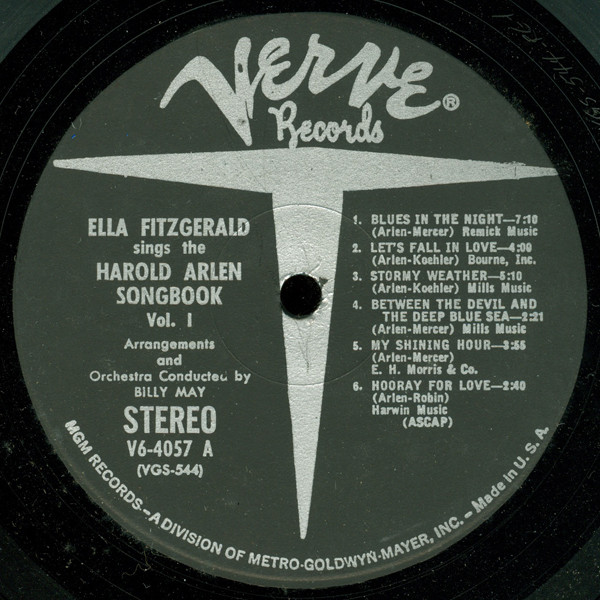 VERVE®
Records
ELLA FITZGERALD
sings the
HAROLD ARLEN
SONGBOOK
Vol. I
Arrangements
and
Orchestra Conducted by
BILLY MAY
STEREO
V6-4057 A
(VGS-544)
1. BLUES IN THE NIGHT—7:10
(Arlen-Mercer) Remick Music
2. LET'S FALL IN LOVE—4:00
(Arlen-Koehler) Bourne, Inc.
3. STORMY WEATHER—5:10
(Arlen-Koehler) Mills Music
4. BETWEEN THE DEVIL AND
THE DEEP BLUE SEA—2:21
(Arlen-Mercer) Mills Music
5. MY SHINING HOUR—3:55
(Arlen-Mercer)
E. H. Morris & Co.
6. HOORAY FOR LOVE—2:40
(Arlen-Robin)
Harwin Music
(ASCAP)
MGM RECORDS—A DIVISION OF METRO-GOLDWYN-MAYER, INC.—Made in U.S.A.